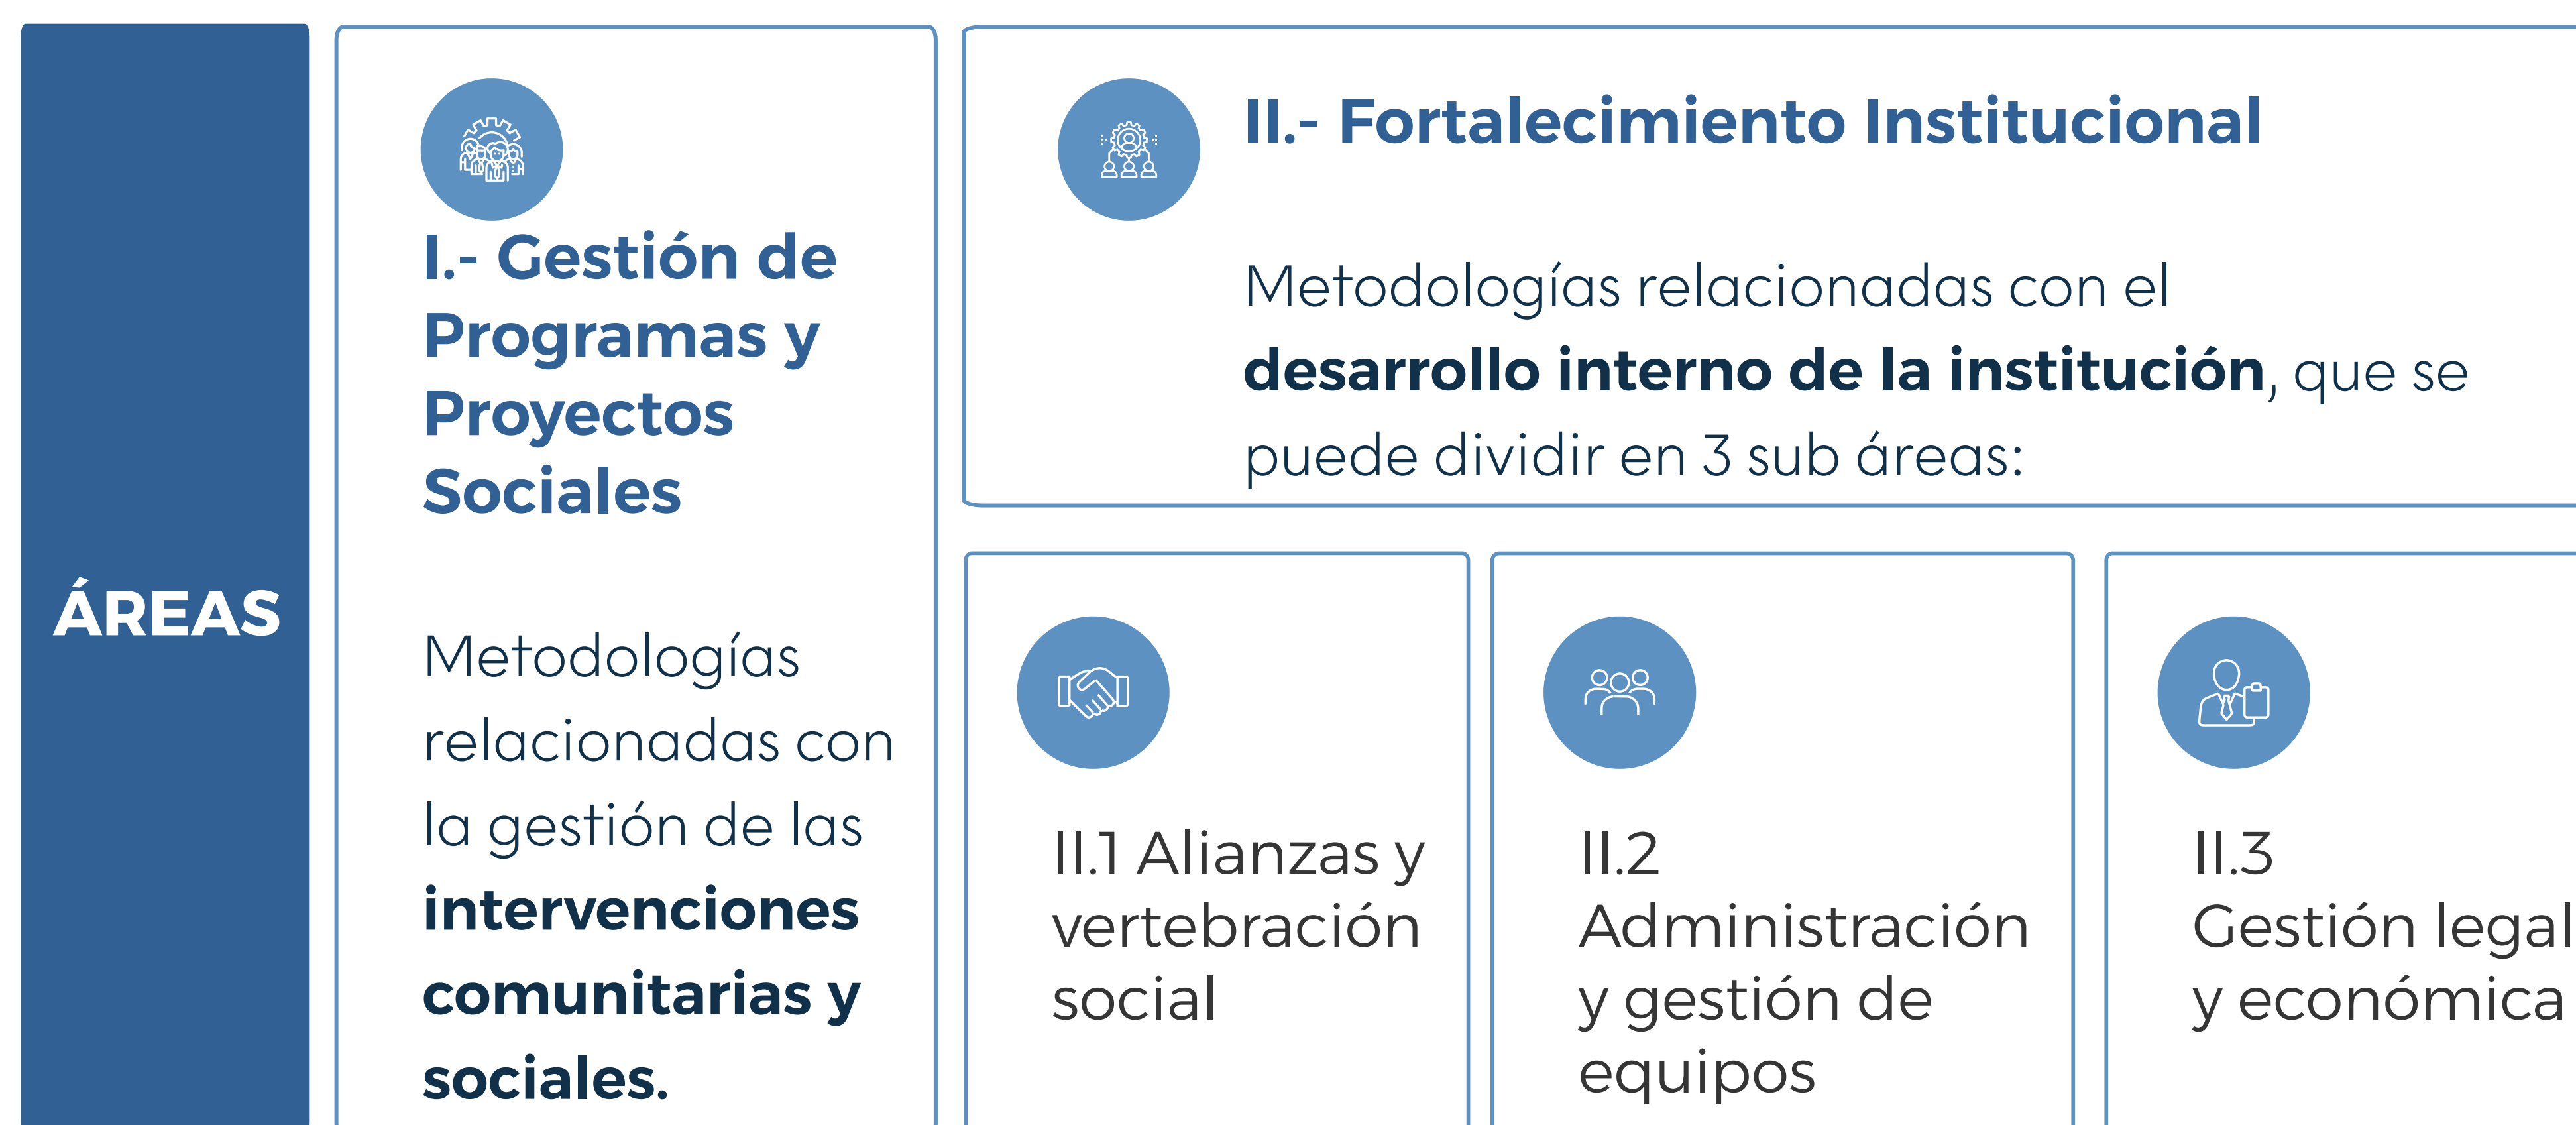 ÁREAS
I.- Gestión de
Programas y
Proyectos
Sociales
Metodologías
relacionadas con
la gestión de las
intervenciones
comunitarias y
sociales.
II.- Fortalecimiento Institucional
Metodologías relacionadas con el
desarrollo interno de la institución, que se
puede dividir en 3 sub áreas:
II.1 Alianzas y
vertebración
social
II.2
Administración
y gestión de
equipos
II.3
Gestión legal
y económica